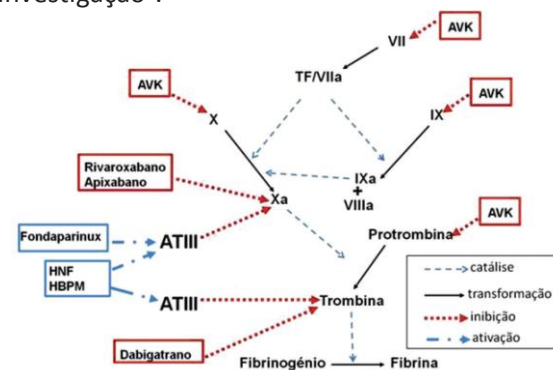 investigação .
VII
AVK
TF/VIIa
AVK
AVK
X
IX
Rivaroxabano
Apixabano
IXa
+
VIIIa
Xa
AVK
Fondaparinux
ATIII
Protrombina
HNF
HBPM
catálise
transformação
inibição
ativação
ATIII
Trombina
Dabigatrano
Fibrinogénio
Fibrina